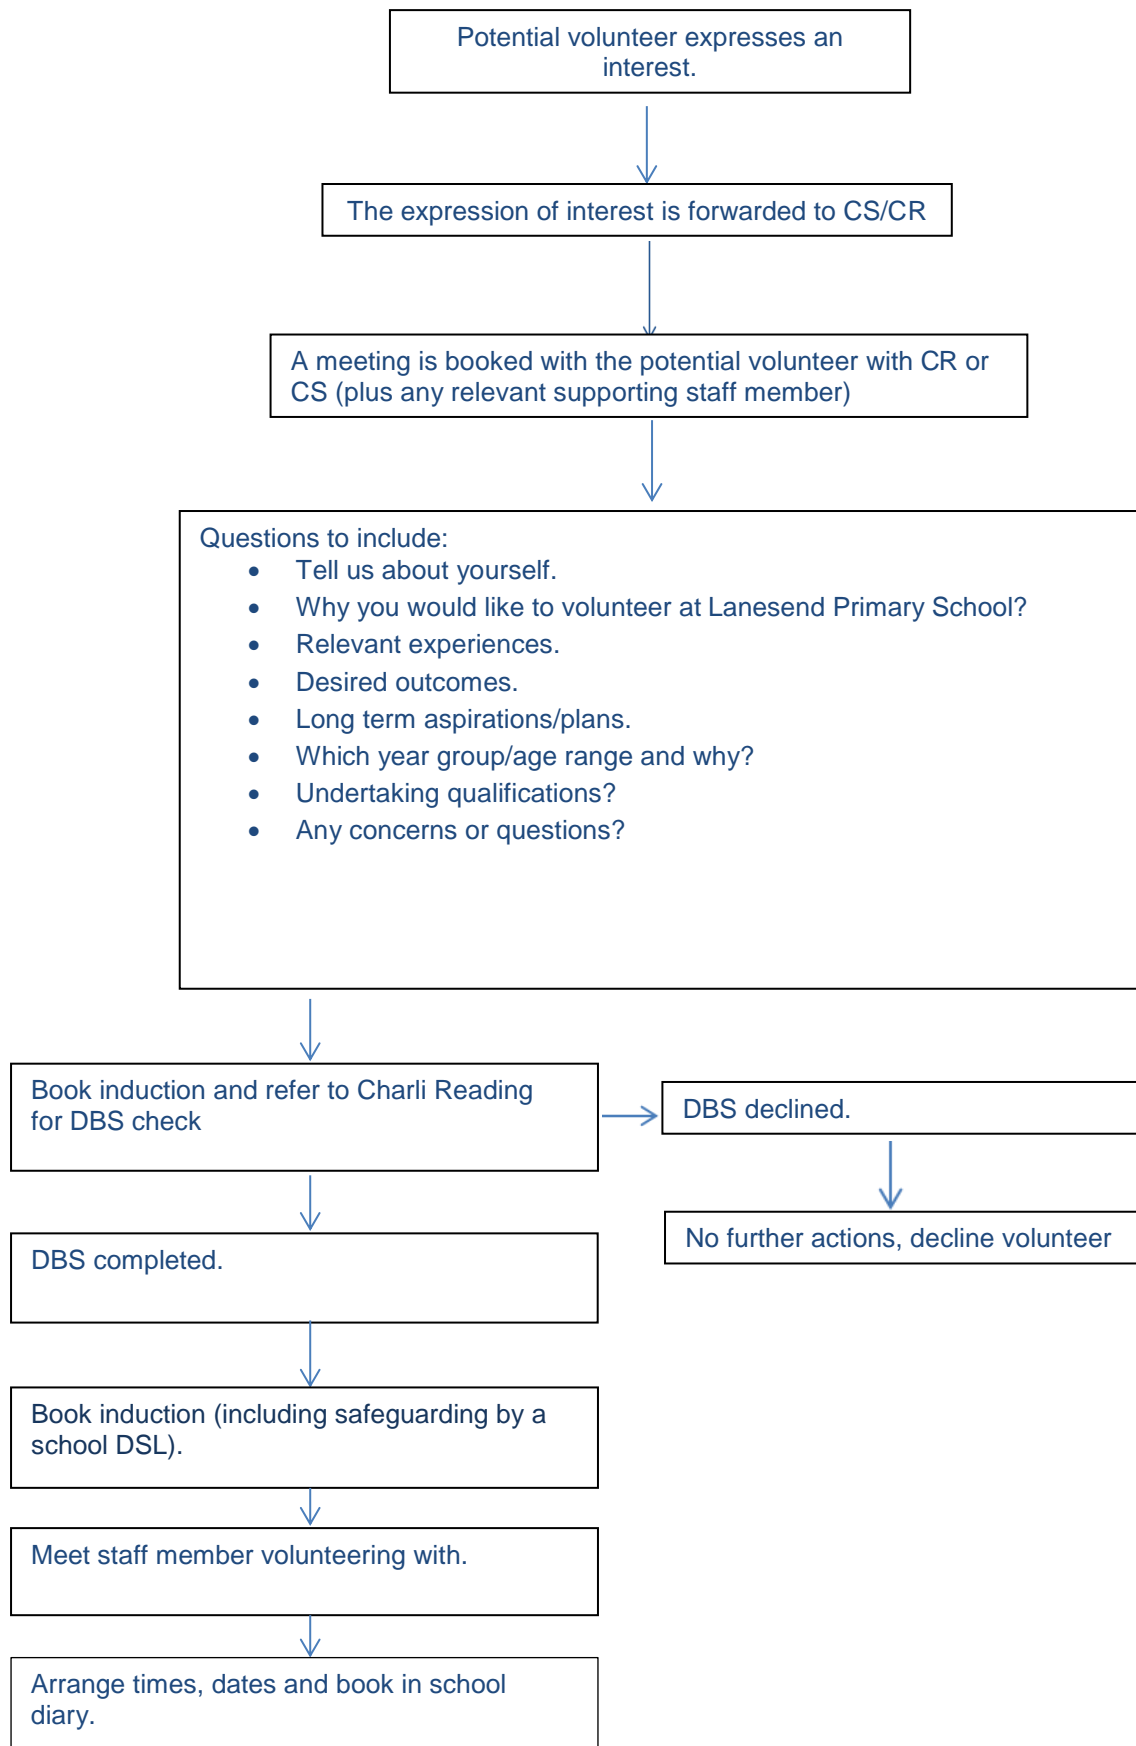 Potential volunteer expresses an
interest.
The expression of interest is forwarded to CS/CR
A meeting is booked with the potential volunteer with CR or
CS (plus any relevant supporting staff member)
Questions to include:
• Tell us about yourself.
• Why you would like to volunteer at Lanesend Primary School?
• Relevant experiences.
• Desired outcomes.
• Long term aspirations/plans.
• Which year group/age range and why?
• Undertaking qualifications?
• Any concerns or questions?
Book induction and refer to Charli Reading
for DBS check
DBS declined.
No further actions, decline volunteer
DBS completed.
Book induction (including safeguarding by a
school DSL).
Meet staff member volunteering with.
Arrange times, dates and book in school
diary.